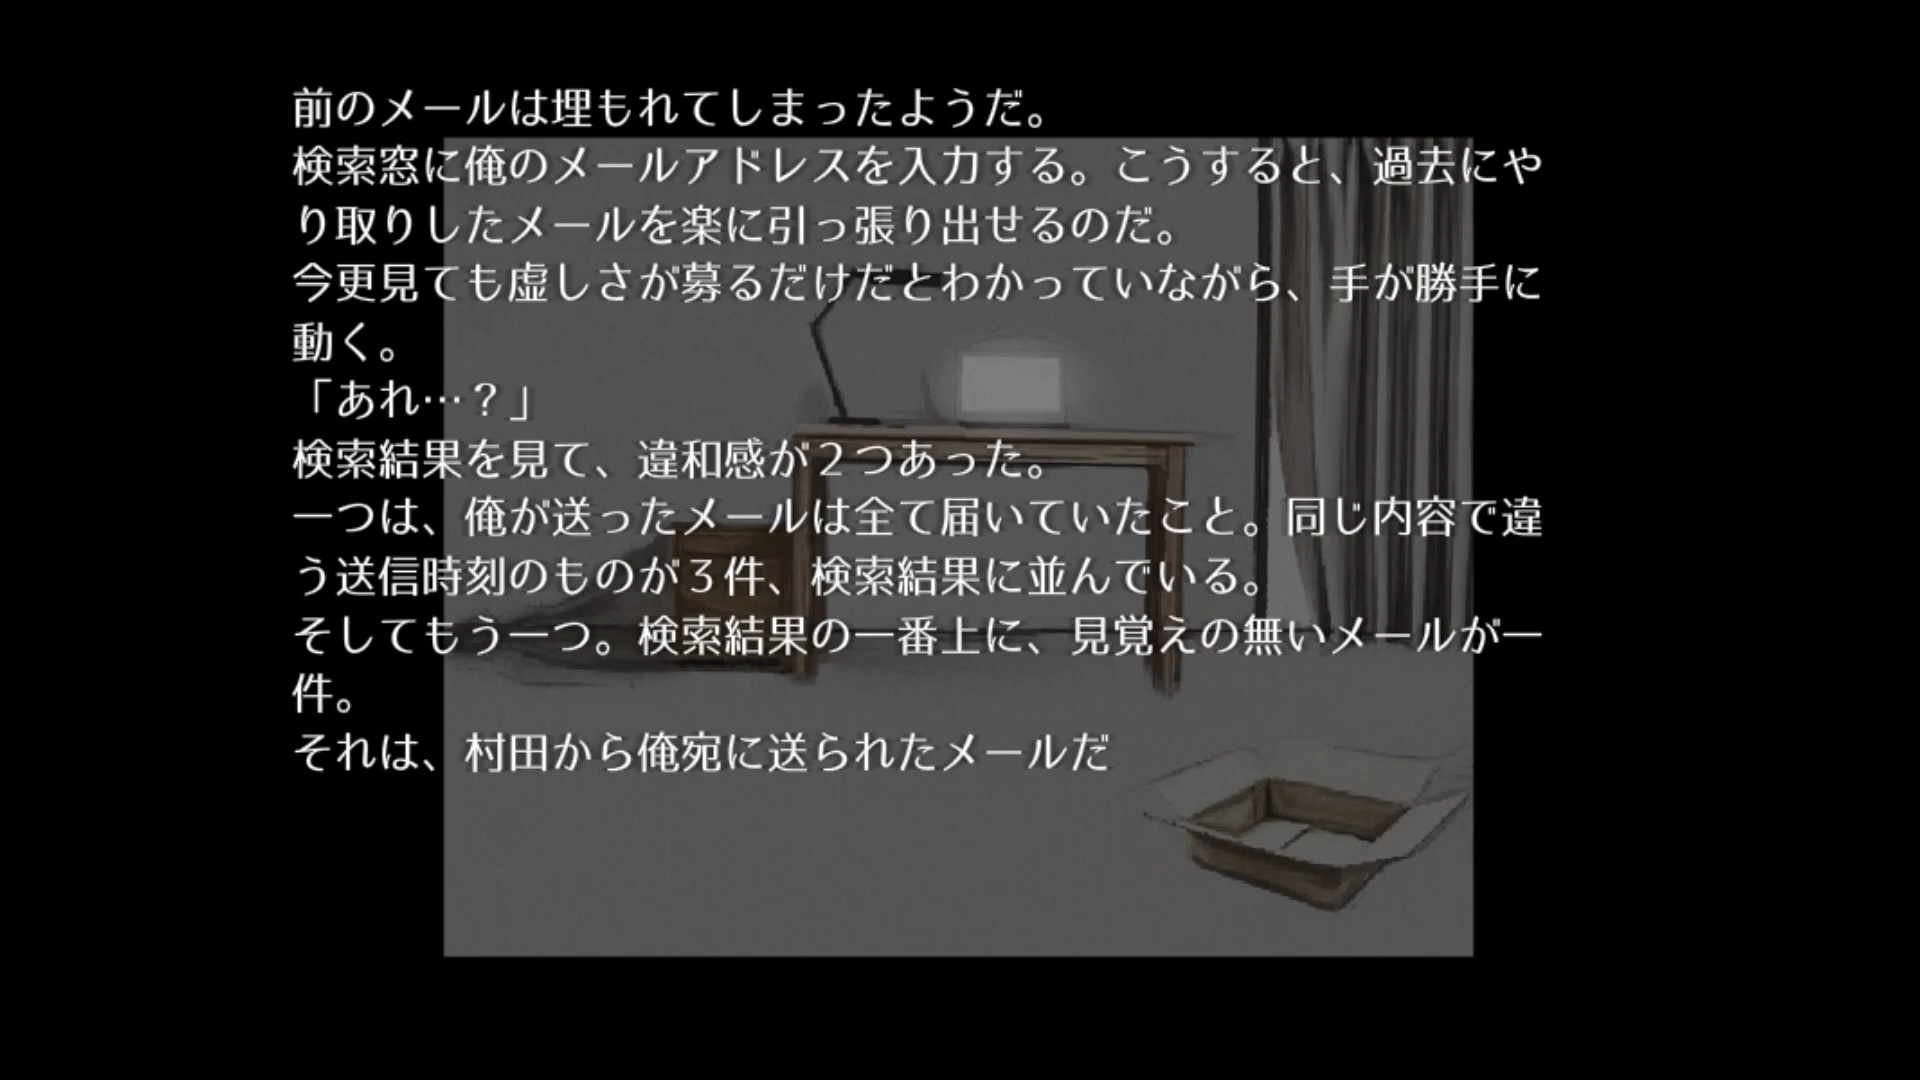 前のメールは埋もれてしまったようだ。
検索窓に俺のメールアドレスを入力する。こうすると、過去にや
り取りしたメールを楽に引っ張り出せるのだ。
今更見ても虚しさが募るだけだとわかっていながら、手が勝手に
動く。
「あれ…？」
検索結果を見て、違和感が２つあった。
一つは、俺が送ったメールは全て届いていたこと。同じ内容で違
う送信時刻のものが３件、検索結果に並んでいる。
そしてもう一つ。検索結果の一番上に、見覚えの無いメールが一
件。
それは、村田から俺宛に送られたメールだ